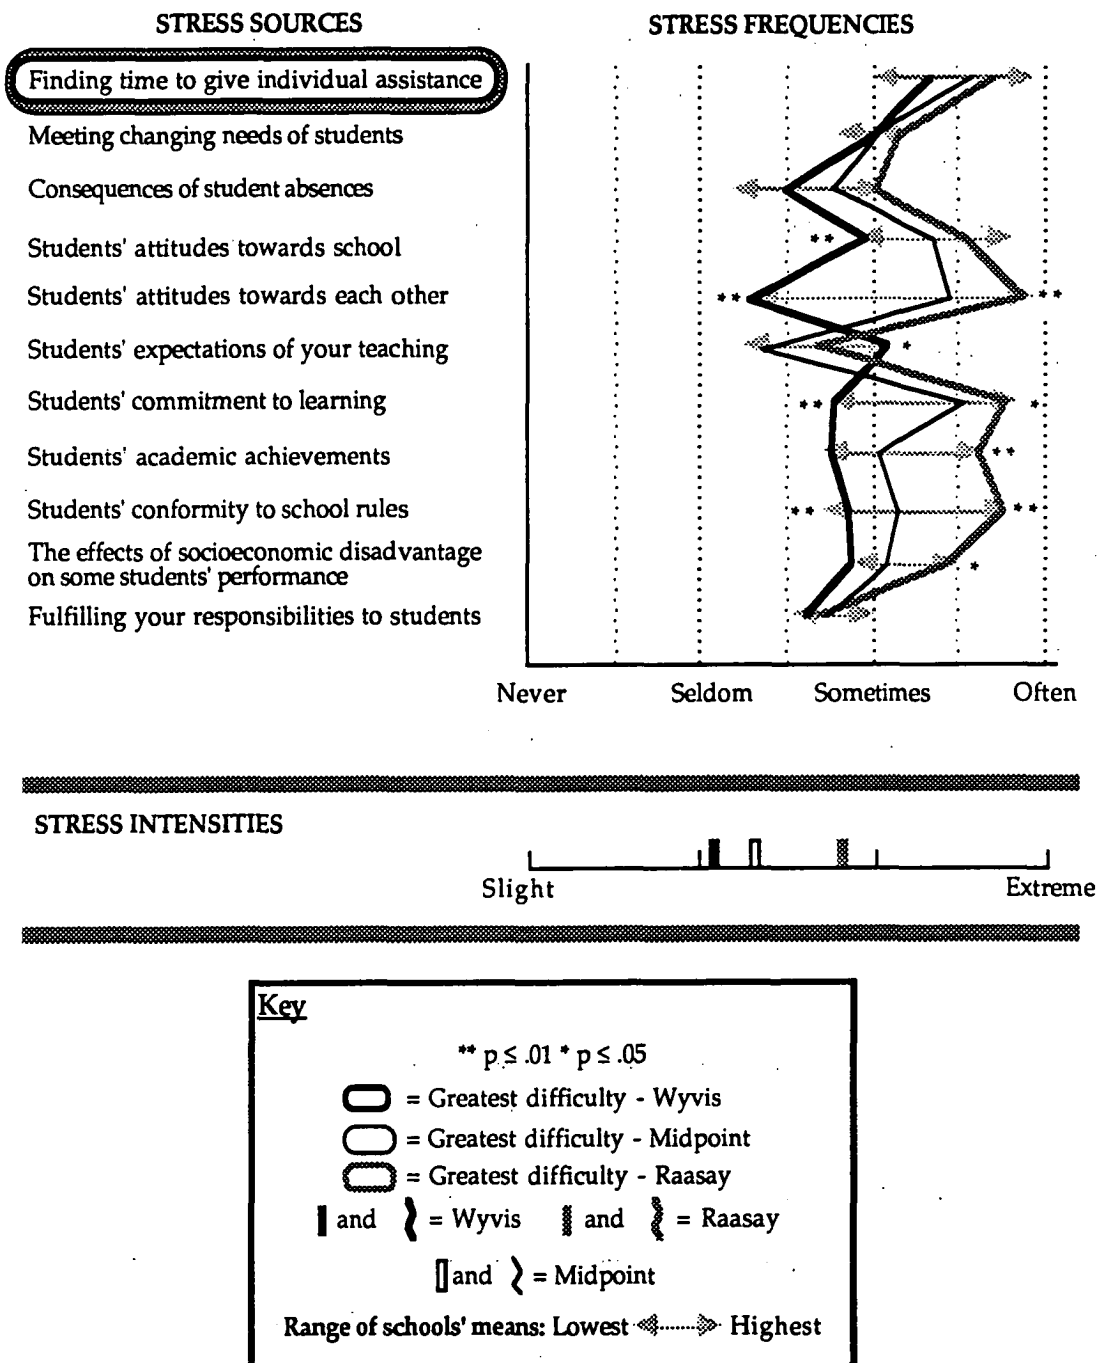 STRESS SOURCES
STRESS FREQUENCIES
Finding time to give individual assistance
Meeting changing needs of students
Consequences of student absences
Students' attitudes towards school
**
Students' attitudes towards each other
** **
Students' expectations of your teaching
*
Students' commitment to learning
** *
Students' academic achievements
**
Students' conformity to school rules
** **
The effects of socioeconomic disadvantage
on some students' performance
*
Fulfilling your responsibilities to students
Never Seldom Sometimes Often
STRESS INTENSITIES
Slight Extreme
Key
** p ≤ .01 * p ≤ .05
= Greatest difficulty - Wyvis
= Greatest difficulty - Midpoint
= Greatest difficulty - Raasay
and = Wyvis and = Raasay
and = Midpoint
Range of schools' means: Lowest Highest